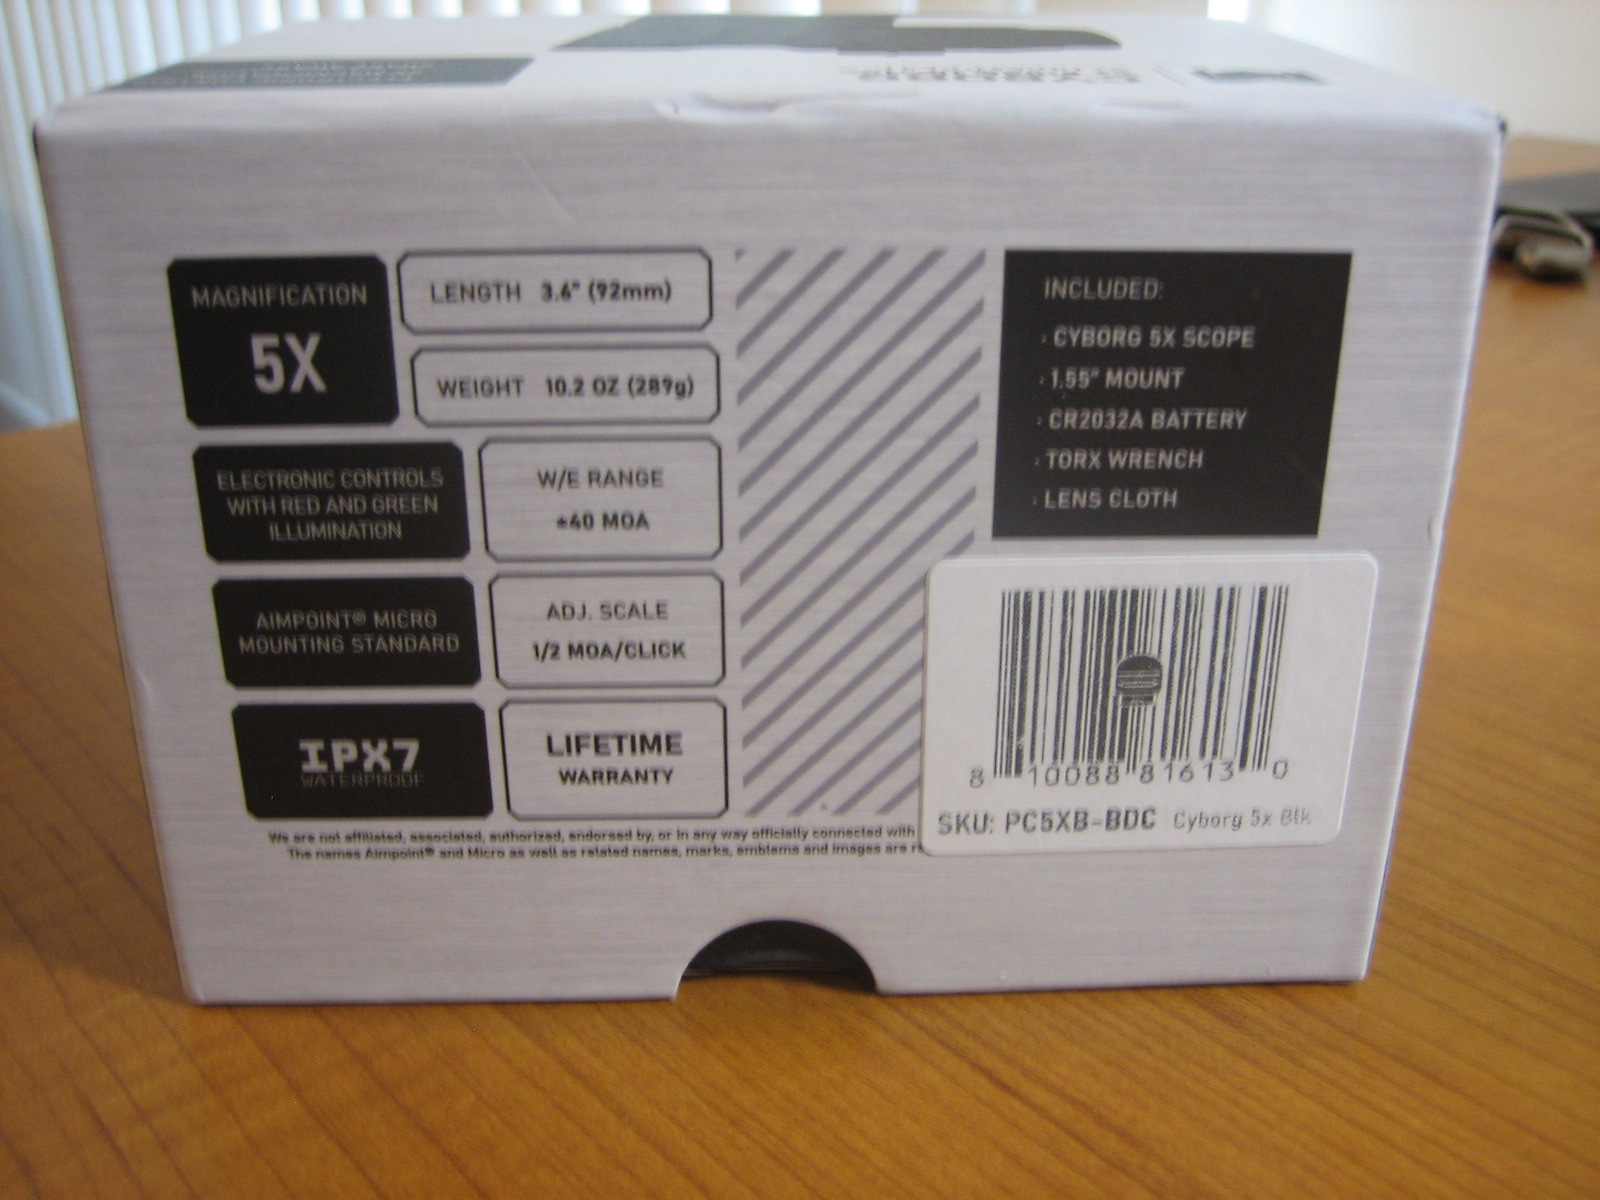 MAGNIFICATION
5X
LENGTH 3.6" (92mm)
WEIGHT 10.2 OZ (289g)
ELECTRONIC CONTROLS
WITH RED AND GREEN
ILLUMINATION
W/E RANGE
±40 MOA
AIMPOINT® MICRO
MOUNTING STANDARD
ADJ. SCALE
1/2 MOA/CLICK
IPX7
WATERPROOF
LIFETIME
WARRANTY
We are not affiliated, associated, authorized, endorsed by, or in any way officially connected with
The names Aimpoint® and Micro as well as related names, marks, emblems and images are
INCLUDED:
· CYBORG 5X SCOPE
· 1.55" MOUNT
· CR2032A BATTERY
· TORX WRENCH
· LENS CLOTH
8 10088 81613 0
SKU: PC5XB-BDC Cyborg 5x Blk